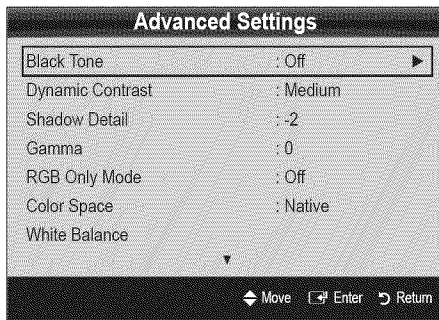 Advanced Settings
Black Tone : Off ►
Dynamic Contrast : Medium
Shadow Detail : -2
Gamma : 0
RGB Only Mode : Off
Color Space : Native
White Balance
▼
Move Enter Return